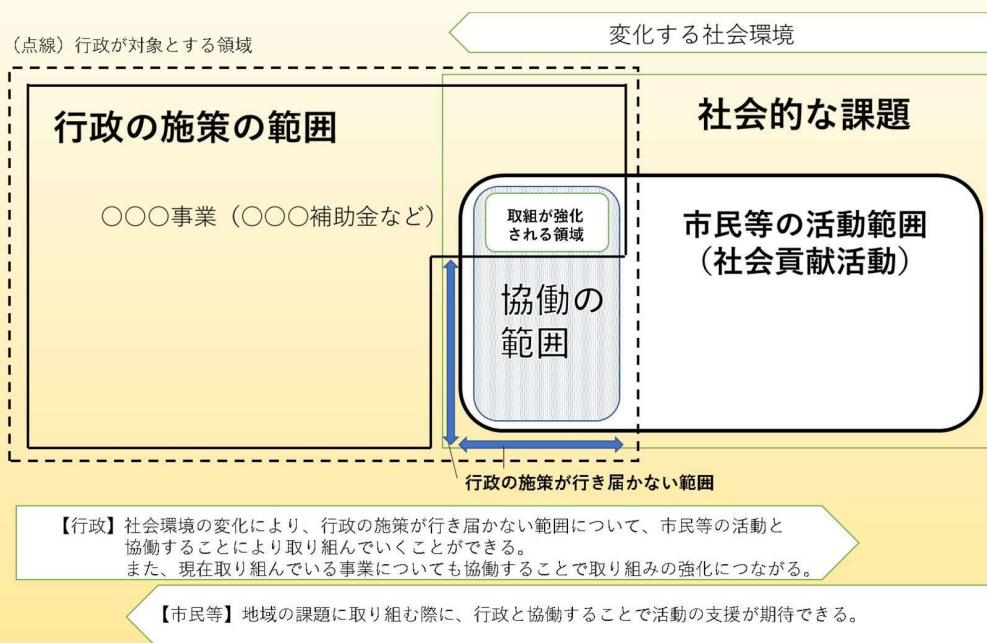 変化する社会環境
（点線）行政が対象とする領域
行政の施策の範囲
社会的な課題
〇〇〇事業（〇〇〇補助金など）
取組が強化
される領域
市民等の活動範囲
（社会貢献活動）
協働の
範囲
行政の施策が行き届かない範囲
【行政】社会環境の変化により、行政の施策が行き届かない範囲について、市民等の活動と
協働することにより取り組んでいくことができる。
また、現在取り組んでいる事業についても協働することで取り組みの強化につながる。
【市民等】地域の課題に取り組む際に、行政と協働することで活動の支援が期待できる。